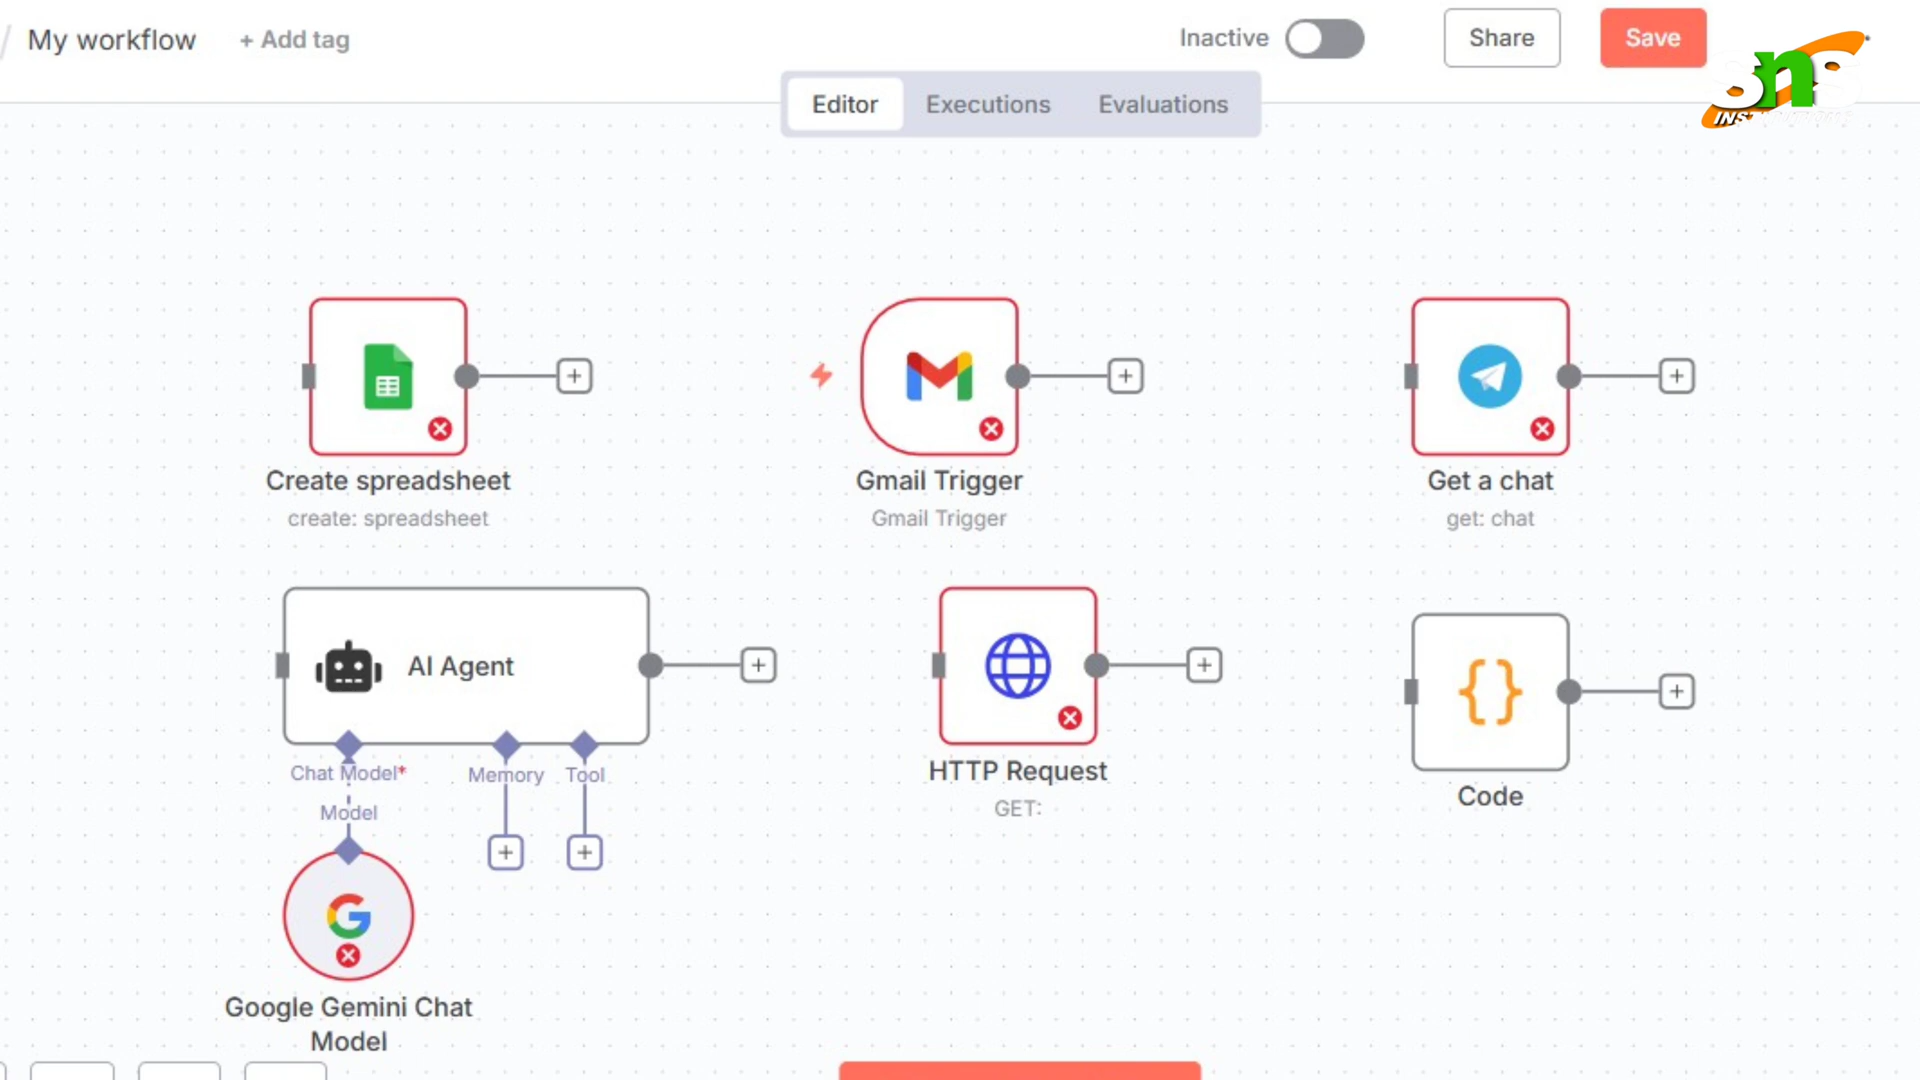 / My workflow + Add tag Inactive Share Save
sns
Editor Executions Evaluations
Create spreadsheet
create: spreadsheet
Gmail Trigger
Gmail Trigger
Get a chat
get: chat
AI Agent
Chat Model*
Memory
Tool
Model
HTTP Request
GET:
{}
Code
Google Gemini Chat
Model